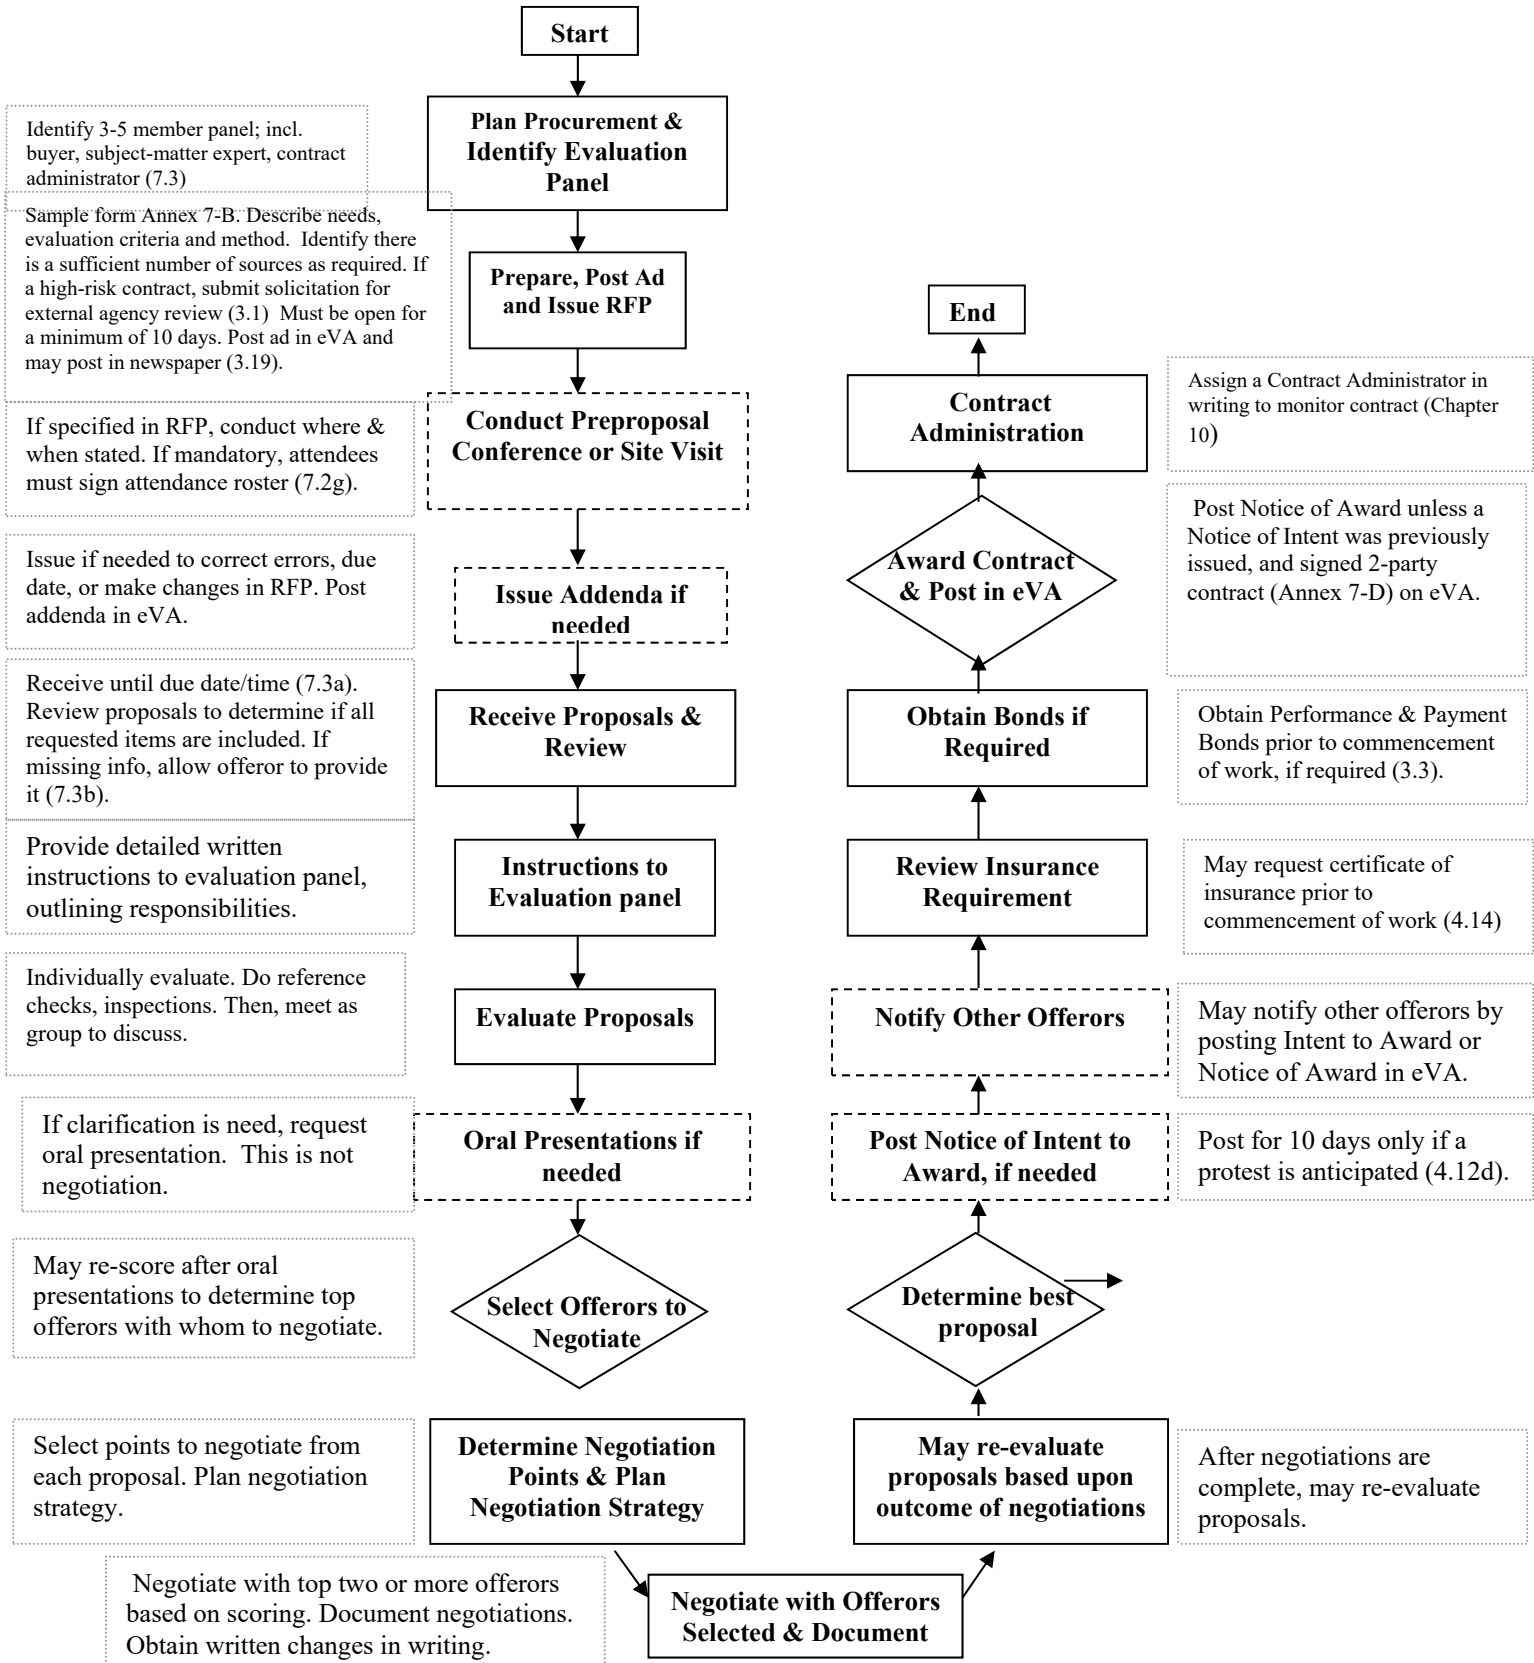 Start
Plan Procurement &
Identify Evaluation
Panel
Identify 3-5 member panel; incl.
buyer, subject-matter expert, contract
administrator (7.3)
Prepare, Post Ad
and Issue RFP
Sample form Annex 7-B. Describe needs,
evaluation criteria and method.  Identify there
is a sufficient number of sources as required. If
a high-risk contract, submit solicitation for
external agency review (3.1)  Must be open for
a minimum of 10 days. Post ad in eVA and
may post in newspaper (3.19).
Conduct Preproposal
Conference or Site Visit
If specified in RFP, conduct where &
when stated. If mandatory, attendees
must sign attendance roster (7.2g).
Issue Addenda if
needed
Issue if needed to correct errors, due
date, or make changes in RFP. Post
addenda in eVA.
Receive Proposals &
Review
Receive until due date/time (7.3a).
Review proposals to determine if all
requested items are included. If
missing info, allow offeror to provide
it (7.3b).
Instructions to
Evaluation panel
Provide detailed written
instructions to evaluation panel,
outlining responsibilities.
Evaluate Proposals
Individually evaluate. Do reference
checks, inspections. Then, meet as
group to discuss.
Oral Presentations if
needed
If clarification is need, request
oral presentation.  This is not
negotiation.
Select Offerors to
Negotiate
May re-score after oral
presentations to determine top
offerors with whom to negotiate.
Determine Negotiation
Points & Plan
Negotiation Strategy
Select points to negotiate from
each proposal. Plan negotiation
strategy.
Negotiate with Offerors
Selected & Document
Negotiate with top two or more offerors
based on scoring. Document negotiations.
Obtain written changes in writing.
May re-evaluate
proposals based upon
outcome of negotiations
After negotiations are
complete, may re-evaluate
proposals.
Determine best
proposal
Post Notice of Intent to
Award, if needed
Post for 10 days only if a
protest is anticipated (4.12d).
Notify Other Offerors
May notify other offerors by
posting Intent to Award or
Notice of Award in eVA.
Review Insurance
Requirement
May request certificate of
insurance prior to
commencement of work (4.14)
Obtain Bonds if
Required
Obtain Performance & Payment
Bonds prior to commencement
of work, if required (3.3).
Award Contract
& Post in eVA
Post Notice of Award unless a
Notice of Intent was previously
issued, and signed 2-party
contract (Annex 7-D) on eVA.
Contract
Administration
Assign a Contract Administrator in
writing to monitor contract (Chapter
10)
End